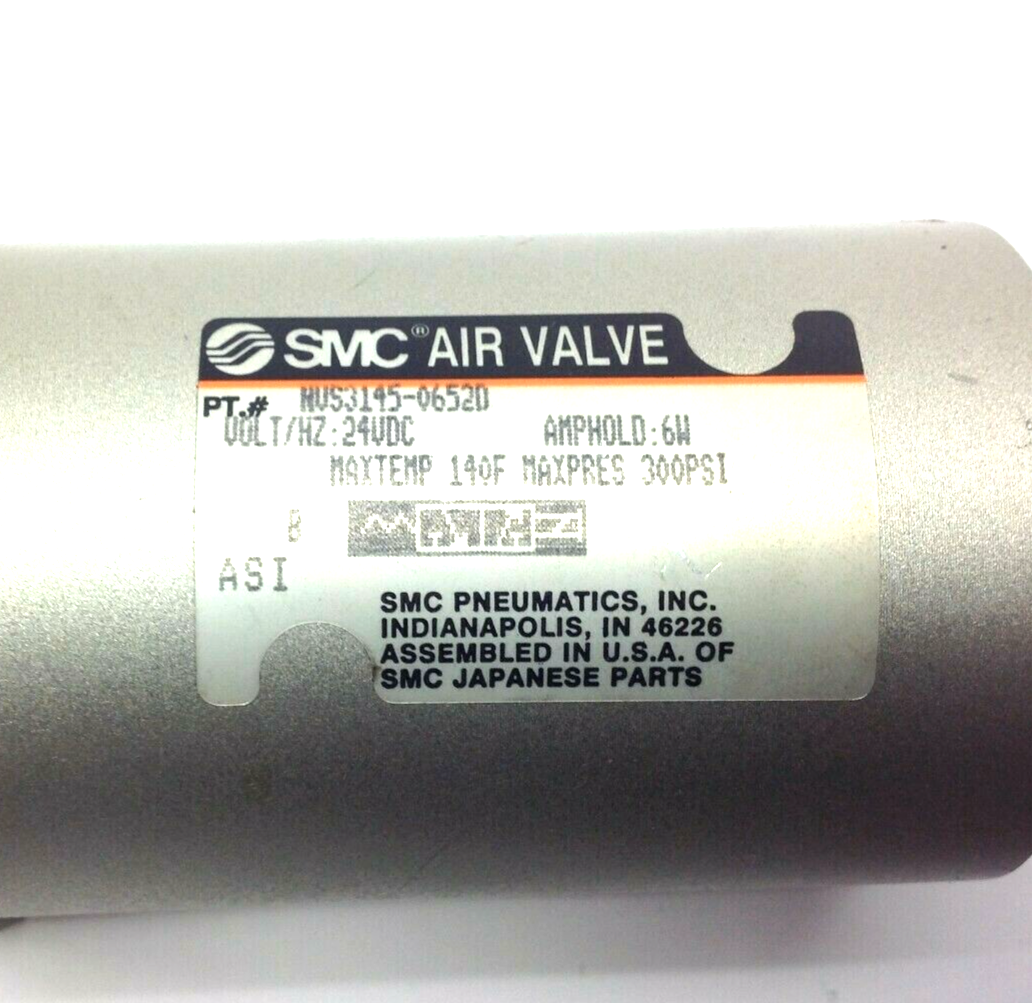 SMC® AIR VALVE
PT.# NVS3145-0652D
VOLT/HZ:24VDC AMPHOLD:6W
MAXTEMP 140F MAXPRES 300PSI
ASI
SMC PNEUMATICS, INC.
INDIANAPOLIS, IN 46226
ASSEMBLED IN U.S.A. OF
SMC JAPANESE PARTS